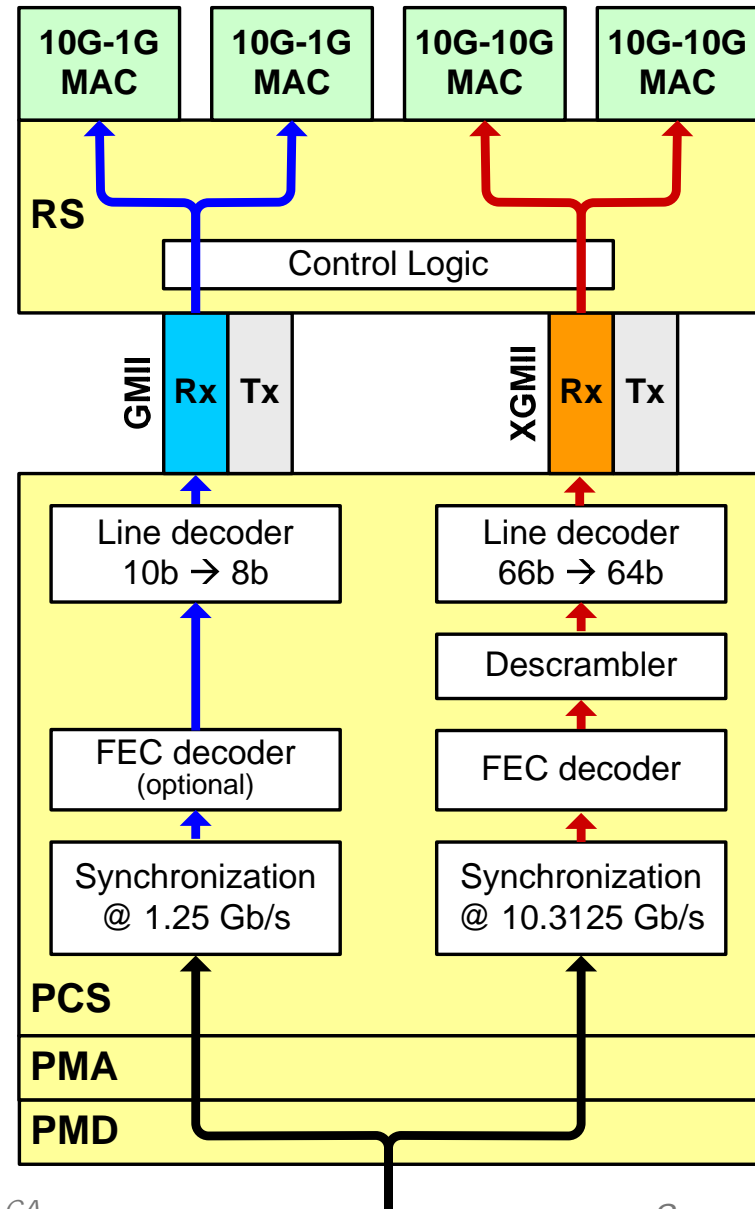 10G-1G
MAC
10G-1G
MAC
10G-10G
MAC
10G-10G
MAC
RS
Control Logic
GMII
Rx
Tx
XGMII
Rx
Tx
Line decoder
10b → 8b
Line decoder
66b → 64b
Descrambler
FEC decoder
(optional)
FEC decoder
Synchronization
@ 1.25 Gb/s
Synchronization
@ 10.3125 Gb/s
PCS
PMA
PMD